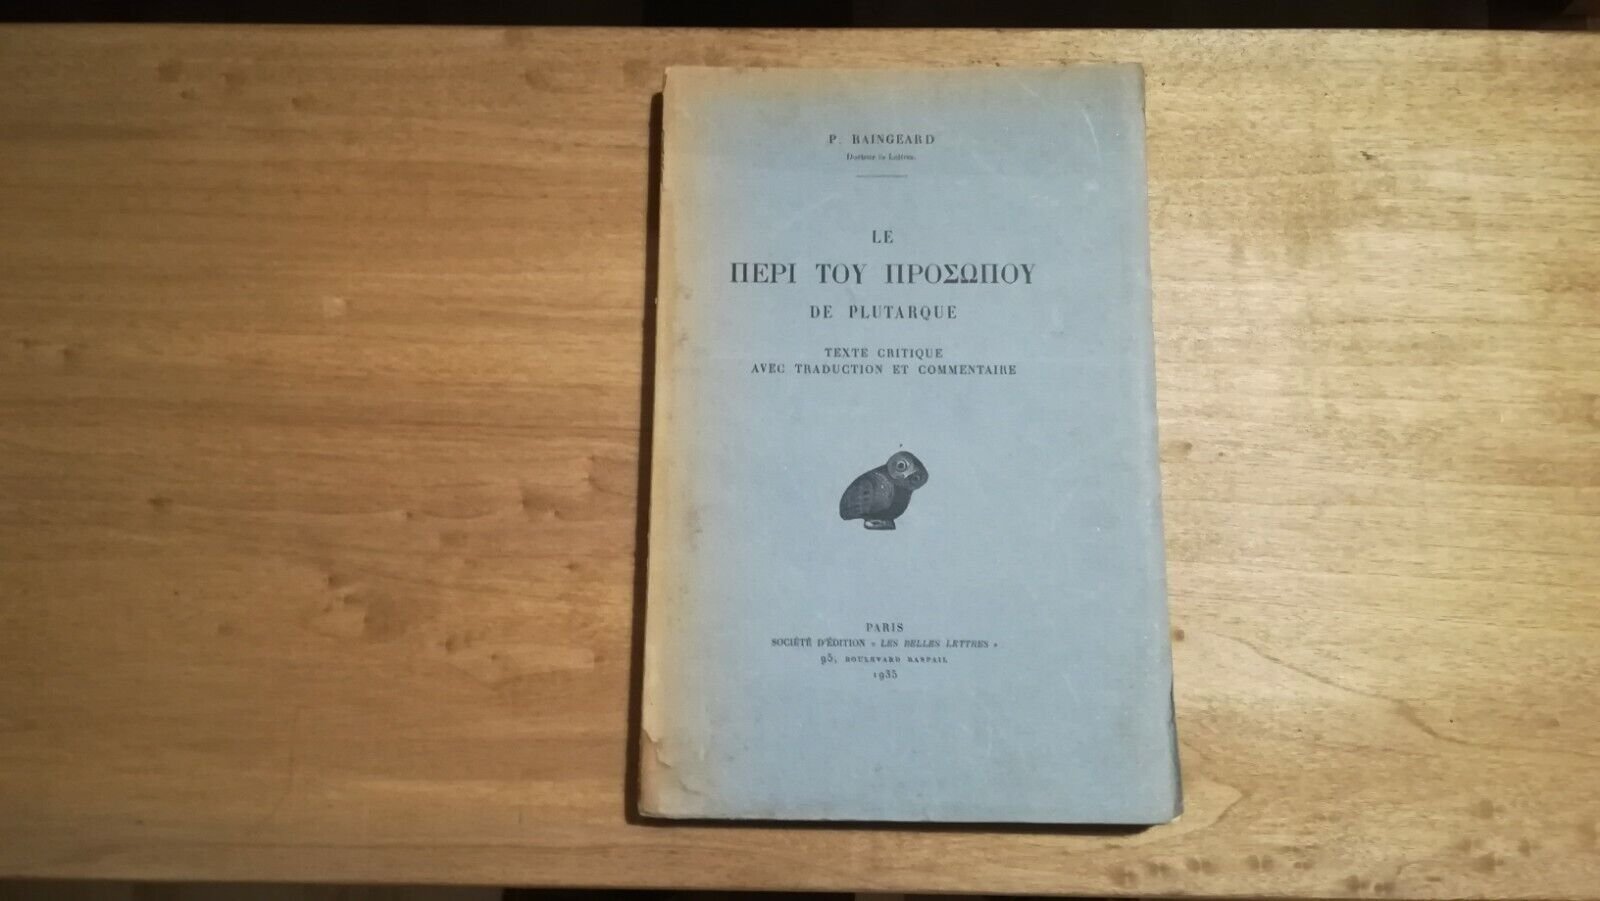 P. RAINGEARD
Docteur ès Lettres.
LE
ΠΕΡΙ ΤΟΥ ΠΡΟΣΩΠΟΥ
DE PLUTARQUE
TEXTE CRITIQUE
AVEC TRADUCTION ET COMMENTAIRE
PARIS
SOCIÉTÉ D'ÉDITION « LES BELLES LETTRES »
95, BOULEVARD RASPAIL
1935